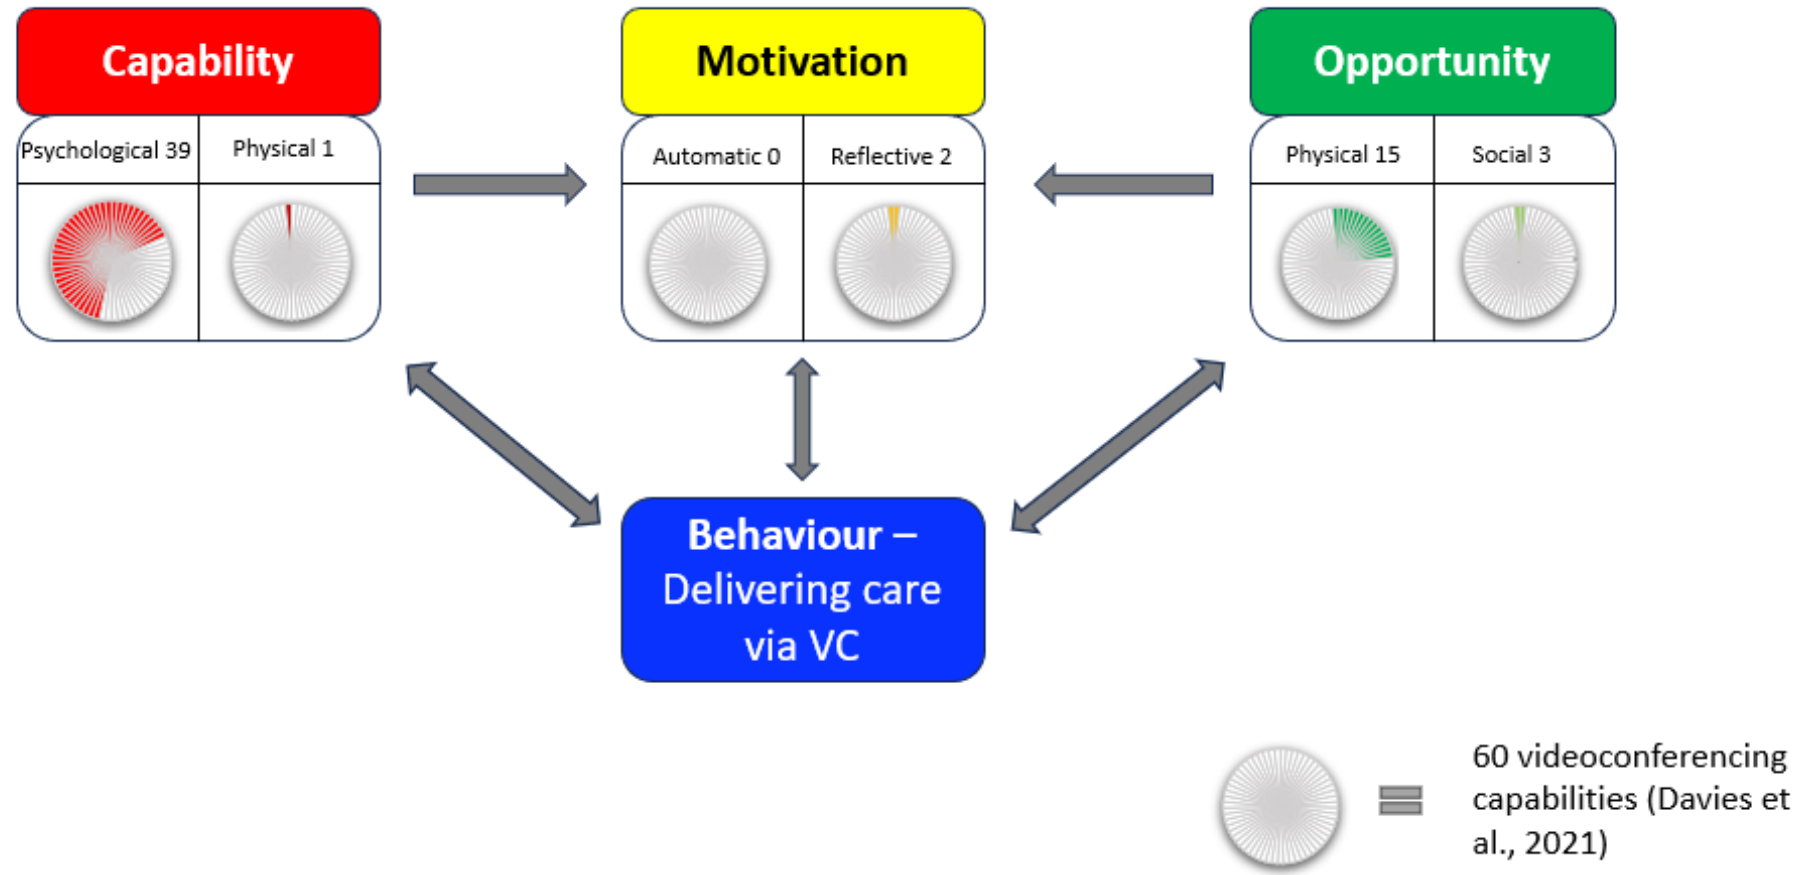 Capability
Motivation
Opportunity
Psychological 39
Physical 1
Automatic 0
Reflective 2
Physical 15
Social 3
Behaviour –
Delivering care
via VC
60 videoconferencing
capabilities (Davies et
al., 2021)